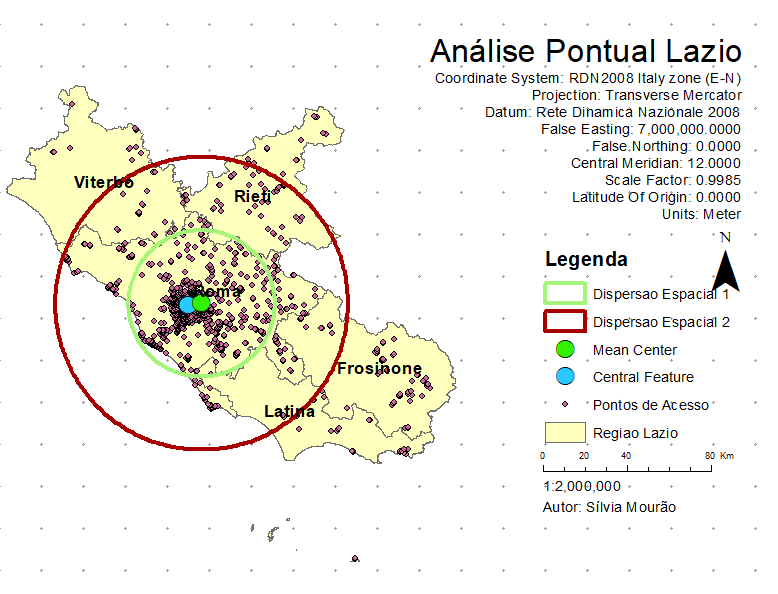 Análise Pontual Lazio
Coordinate System: RDN2008 Italy zone (E-N)
Projection: Transverse Mercator
Datum: Rete Dinamica Nazionale 2008
False Easting: 7,000,000.0000
False Northing: 0.0000
Central Meridian: 12.0000
Scale Factor: 0.9985
Latitude Of Origin: 0.0000
Units: Meter
Viterbo
Rieti
Roma
Frosinone
Latina
N
Legenda
Dispersao Espacial 1
Dispersao Espacial 2
Mean Center
Central Feature
Pontos de Acesso
Regiao Lazio
0 20 40 80 Km
1:2,000,000
Autor: Sílvia Mourão